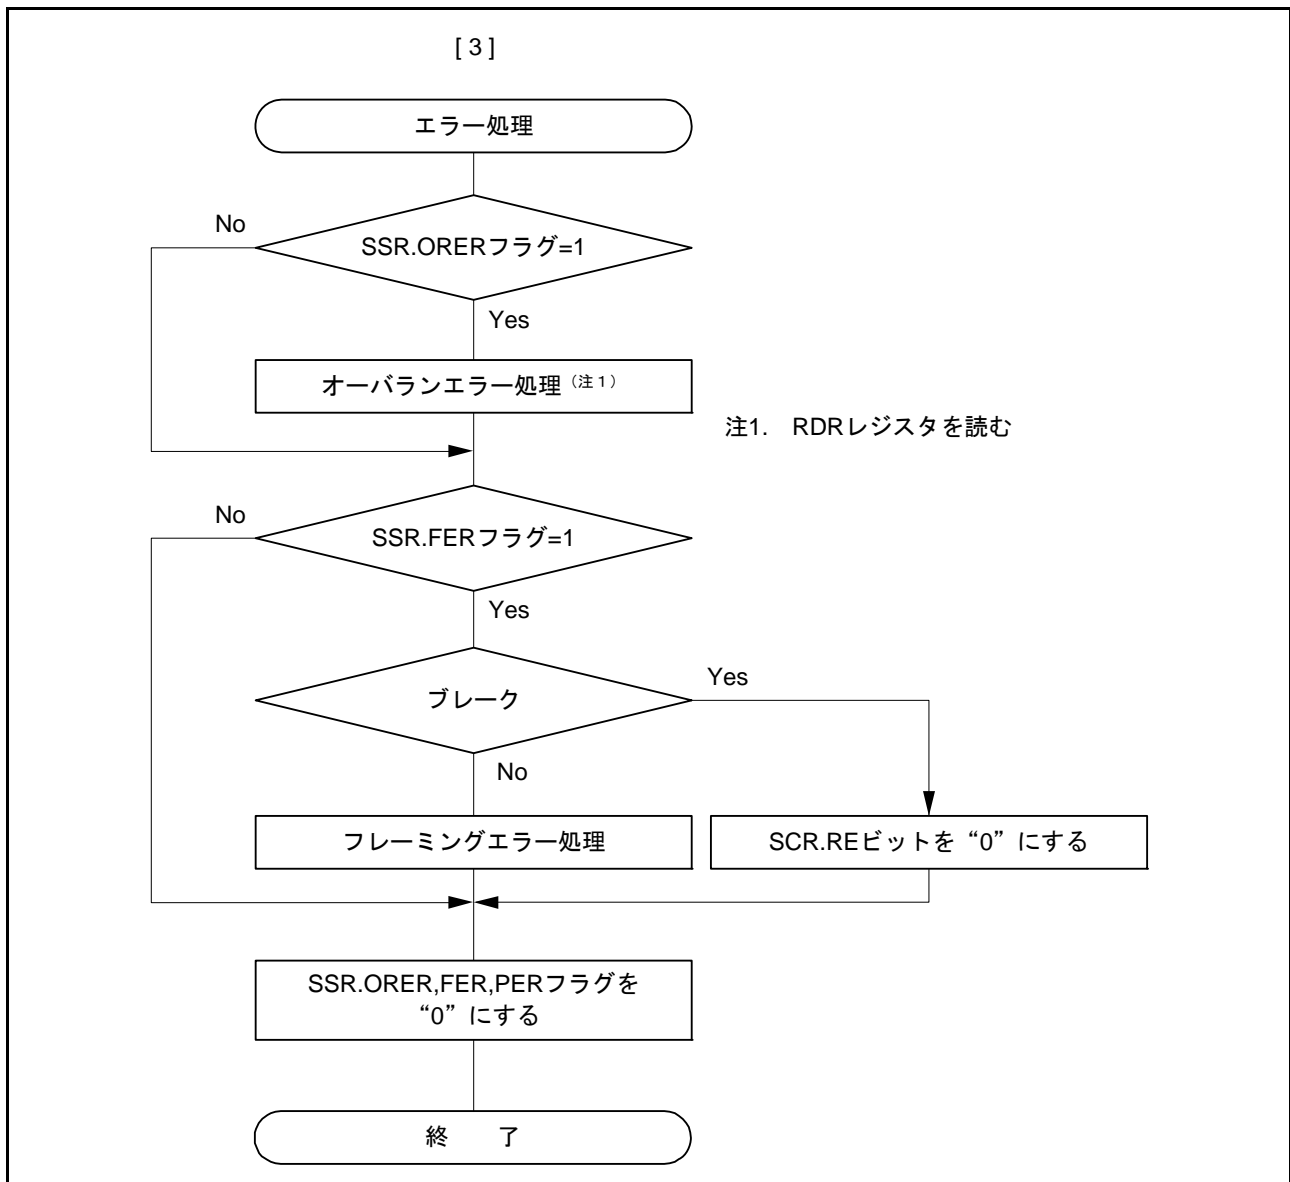 [ 3 ]
エラー処理
No
SSR.ORERフラグ=1
Yes
オーバランエラー処理（注１）
注1. RDRレジスタを読む
No
SSR.FERフラグ=1
Yes
ブレーク
Yes
No
フレーミングエラー処理
SCR.REビットを“0”にする
SSR.ORER,FER,PERフラグを
“0”にする
終　了